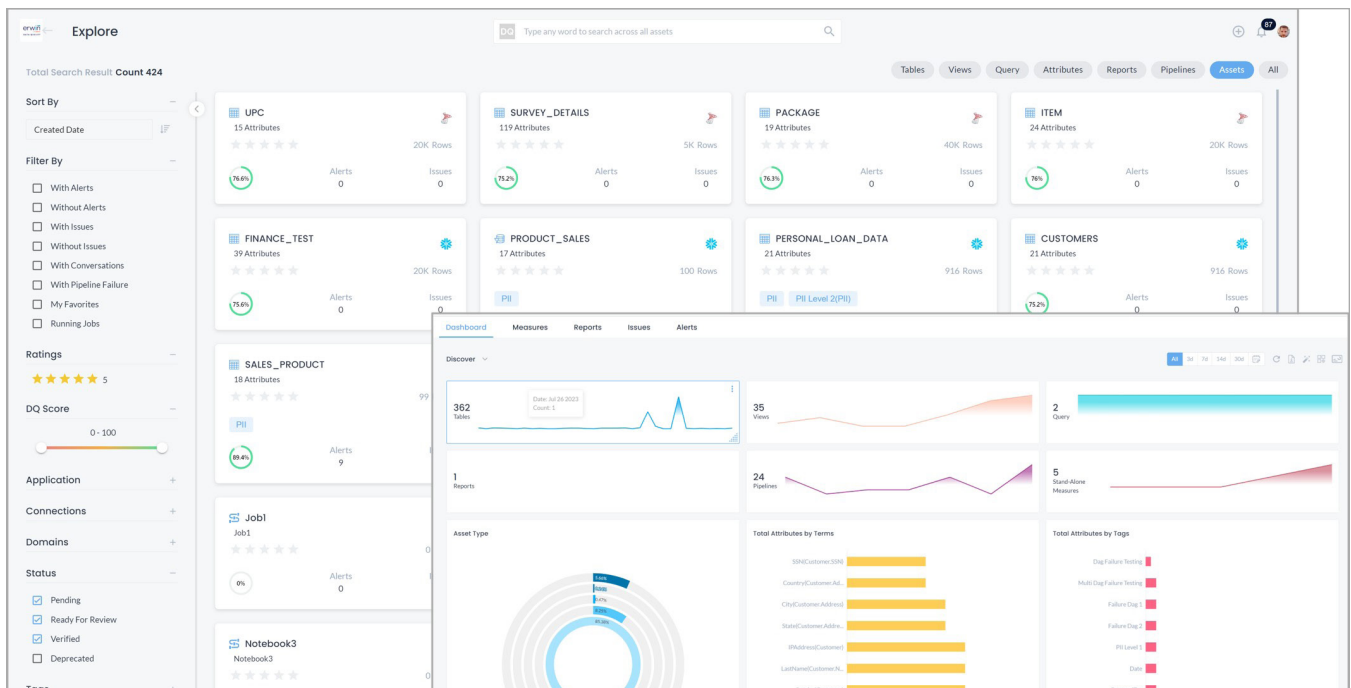 erwin
Explore
DQ Type any word to search across all assets
87
Total Search Result Count 424
Tables Views Query Attributes Reports Pipelines Assets All
Sort By
Created Date
Filter By
With Alerts
Without Alerts
With Issues
Without Issues
With Conversations
With Pipeline Failure
My Favorites
Running Jobs
Ratings
5
DQ Score
0 - 100
Application
Connections
Domains
Status
Pending
Ready For Review
Verified
Deprecated
UPC
15 Attributes
20K Rows
76.6% Alerts Issues
0 0
SURVEY_DETAILS
119 Attributes
5K Rows
75.2% Alerts Issues
0 0
PACKAGE
19 Attributes
40K Rows
76.3% Alerts Issues
0 0
ITEM
24 Attributes
20K Rows
76% Alerts Issues
0 0
FINANCE_TEST
39 Attributes
20K Rows
75.6% Alerts Issues
0 0
PRODUCT_SALES
17 Attributes
100 Rows
PII
PERSONAL_LOAN_DATA
21 Attributes
916 Rows
PII PII Level 2(PII)
CUSTOMERS
21 Attributes
916 Rows
75.2% Alerts Issues
0 0
SALES_PRODUCT
18 Attributes
99
PII
89.4% Alerts
9
Job1
Job1
0
0% Alerts
0
Notebook3
Notebook3
0
Dashboard Measures Reports Issues Alerts
Discover
All 3d 7d 14d 30d
362
Tables
Date: Jul 26 2023
Count: 1
35
Views
2
Query
1
Reports
24
Pipelines
5
Stand-Alone
Measures
Asset Type
Total Attributes by Terms
SSN(Customer.SSN)
Country(Customer.Ad...
City(Customer.Address)
State(Customer.Addre...
IPAddress(Customer)
LastName(Customer.N...
Total Attributes by Tags
Dag Failure Testing
Multi Dag Failure Testing
Failure Dag 1
Failure Dag 2
PII Level 1
Date